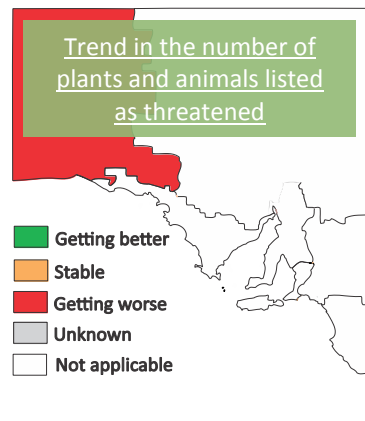 Trend in the number of
plants and animals listed
as threatened
Getting better
Stable
Getting worse
Unknown
Not applicable